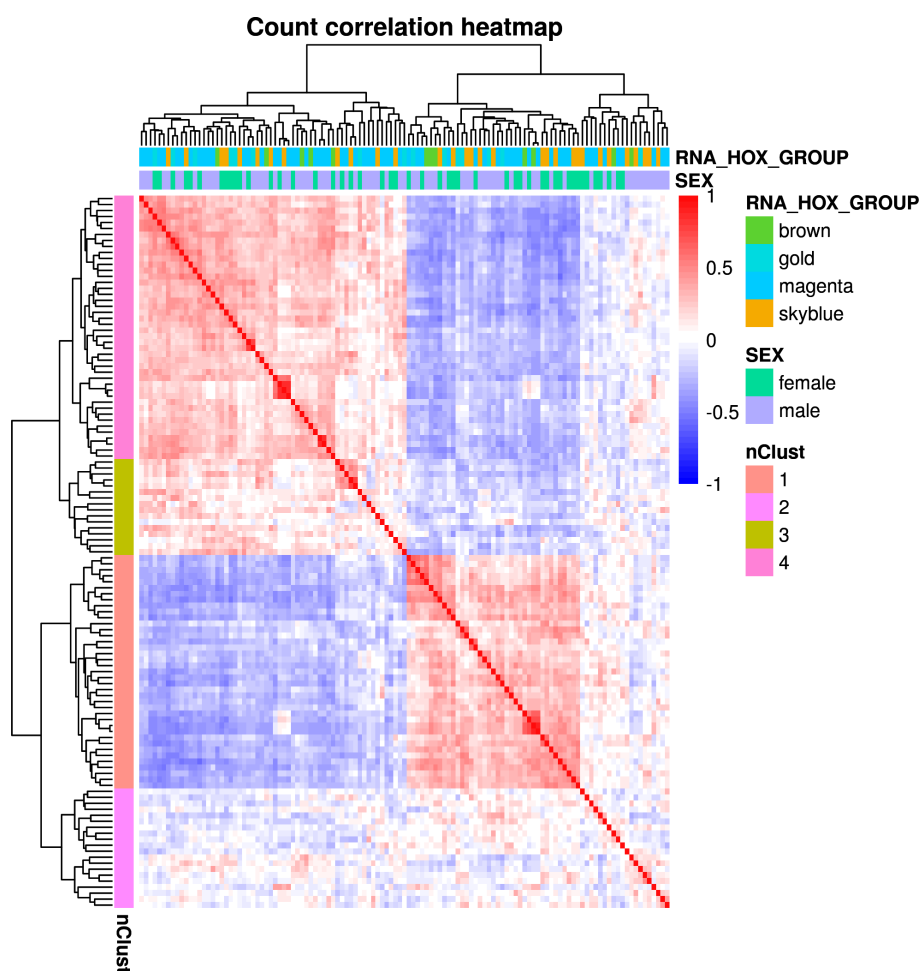 Count correlation heatmap
RNA_HOX_GROUP
SEX
1
0.5
0
-0.5
-1
RNA_HOX_GROUP
brown
gold
magenta
skyblue
SEX
female
male
nClust
1
2
3
4
nClust